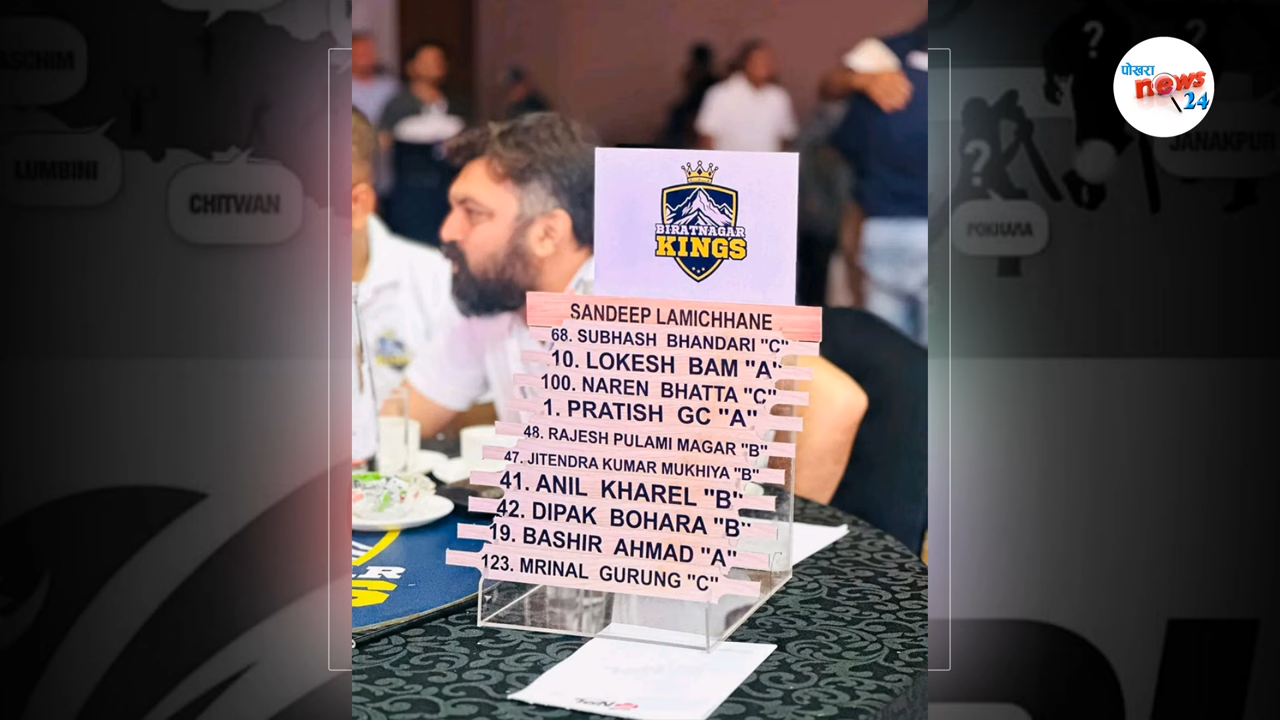 ASCHIM
LUMBINI
CHITWAN
पोखरा
news
24
JANAKPUR
POKHARA
BIRATNAGAR
KINGS
SANDEEP LAMICHHANE
68. SUBHASH BHANDARI "C"
10. LOKESH BAM "A"
100. NAREN BHATTA "C"
1. PRATISH GC "A"
48. RAJESH PULAMI MAGAR "B"
47. JITENDRA KUMAR MUKHIYA "B"
41. ANIL KHAREL "B"
42. DIPAK BOHARA "B"
19. BASHIR AHMAD "A"
123. MRINAL GURUNG "C"